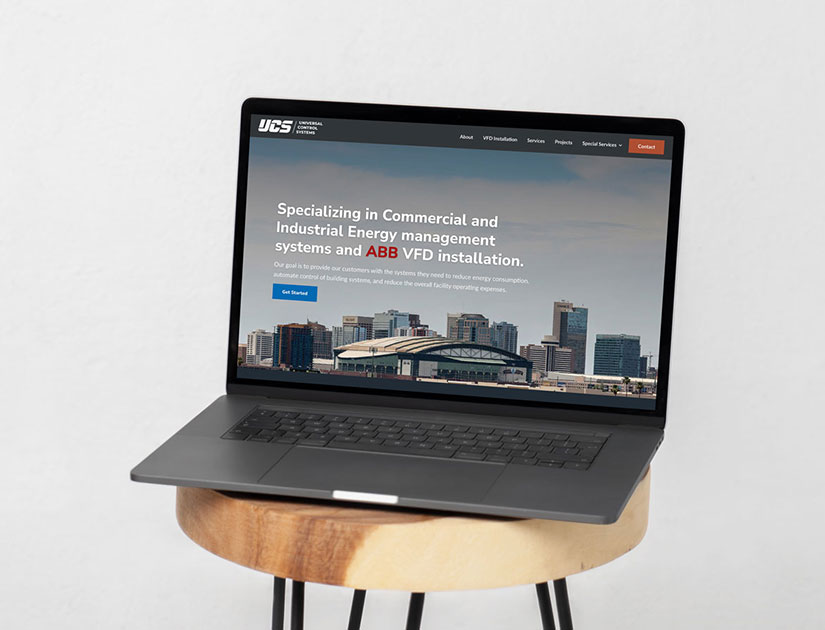 UCS UNIVERSAL
CONTROL
SYSTEMS
About VFD Installation Services Projects Special Services Contact
Specializing in Commercial and
Industrial Energy management
systems and ABB VFD installation.
Our goal is to provide our customers with the systems they need to reduce energy consumption,
automate control of building systems, and reduce the overall facility operating expenses.
Get Started